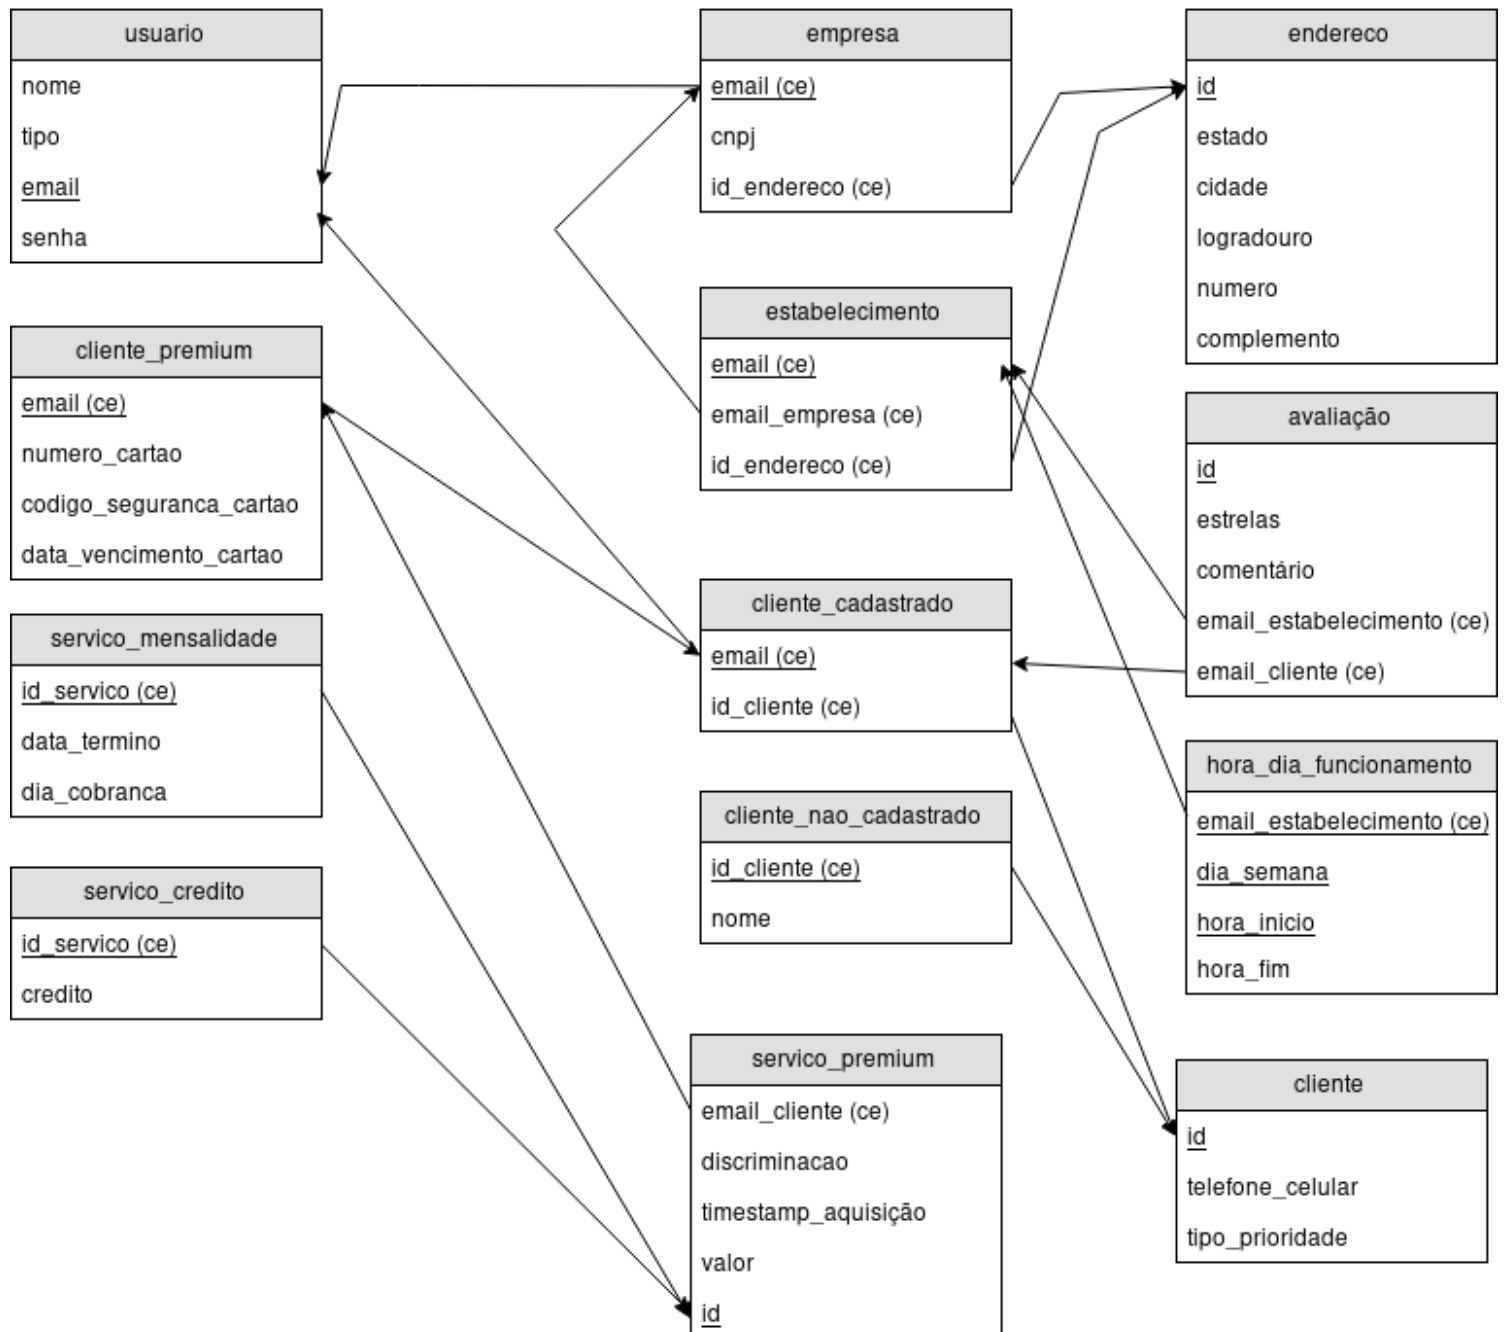 usuario
nome
tipo
email
senha
cliente_premium
email (ce)
numero_cartao
codigo_seguranca_cartao
data_vencimento_cartao
servico_mensalidade
id_servico (ce)
data_termino
dia_cobranca
servico_credito
id_servico (ce)
credito
empresa
email (ce)
cnpj
id_endereco (ce)
estabelecimento
email (ce)
email_empresa (ce)
id_endereco (ce)
cliente_cadastrado
email (ce)
id_cliente (ce)
cliente_nao_cadastrado
id_cliente (ce)
nome
servico_premium
email_cliente (ce)
discriminacao
timestamp_aquisição
valor
id
endereco
id
estado
cidade
logradouro
numero
complemento
avaliação
id
estrelas
comentário
email_estabelecimento (ce)
email_cliente (ce)
hora_dia_funcionamento
email_estabelecimento (ce)
dia_semana
hora_inicio
hora_fim
cliente
id
telefone_celular
tipo_prioridade